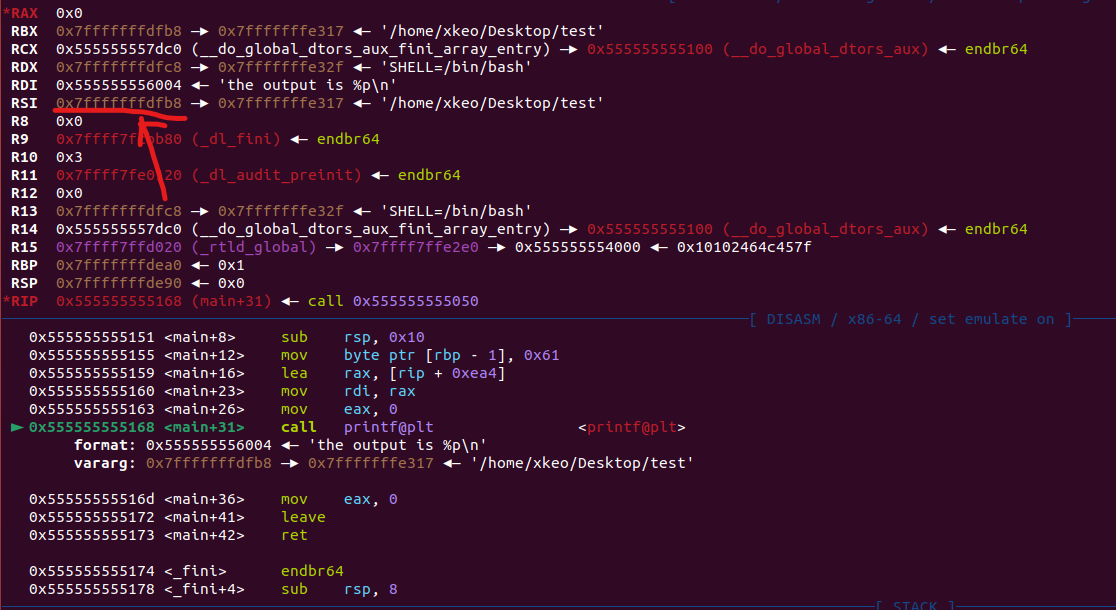 *RAX  0x0
RBX  0x7fffffffdfb8 —▸ 0x7fffffffe317 ◂— '/home/xkeo/Desktop/test'
RCX  0x555555557dc0 (__do_global_dtors_aux_fini_array_entry) —▸ 0x555555555100 (__do_global_dtors_aux) ◂— endbr64
RDX  0x7fffffffdfc8 —▸ 0x7fffffffe32f ◂— 'SHELL=/bin/bash'
RDI  0x555555556004 ◂— 'the output is %p\n'
RSI  0x7fffffffdfb8 —▸ 0x7fffffffe317 ◂— '/home/xkeo/Desktop/test'
R8   0x0
R9   (_dl_fini) ◂— endbr64
R10  0x3
R11  (_dl_audit_preinit) ◂— endbr64
R12  0x0
R13  0x7fffffffdfc8 —▸ 0x7fffffffe32f ◂— 'SHELL=/bin/bash'
R14  0x555555557dc0 (__do_global_dtors_aux_fini_array_entry) —▸ 0x555555555100 (__do_global_dtors_aux) ◂— endbr64
R15  0x7ffff7ffd020 (_rtld_global) —▸ 0x7ffff7ffe2e0 —▸ 0x555555554000 ◂— 0x10102464c457f
RBP  0x7fffffffdea0 ◂— 0x1
RSP  0x7fffffffde90 ◂— 0x0
*RIP  0x555555555168 (main+31) ◂— call 0x555555555050
[ DISASM / x86-64 / set emulate on ]
0x555555555151 <main+8>    sub    rsp, 0x10
0x555555555155 <main+12>   mov    byte ptr [rbp - 1], 0x61
0x555555555159 <main+16>   lea    rax, [rip + 0xea4]
0x555555555160 <main+23>   mov    rdi, rax
0x555555555163 <main+26>   mov    eax, 0
► 0x555555555168 <main+31>   call   printf@plt                <printf@plt>
format: 0x555555556004 ◂— 'the output is %p\n'
vararg: 0x7fffffffdfb8 —▸ 0x7fffffffe317 ◂— '/home/xkeo/Desktop/test'
0x55555555516d <main+36>   mov    eax, 0
0x555555555172 <main+41>   leave
0x555555555173 <main+42>   ret
0x555555555174 <_fini>     endbr64
0x555555555178 <_fini+4>   sub    rsp, 8
[ STACK ]